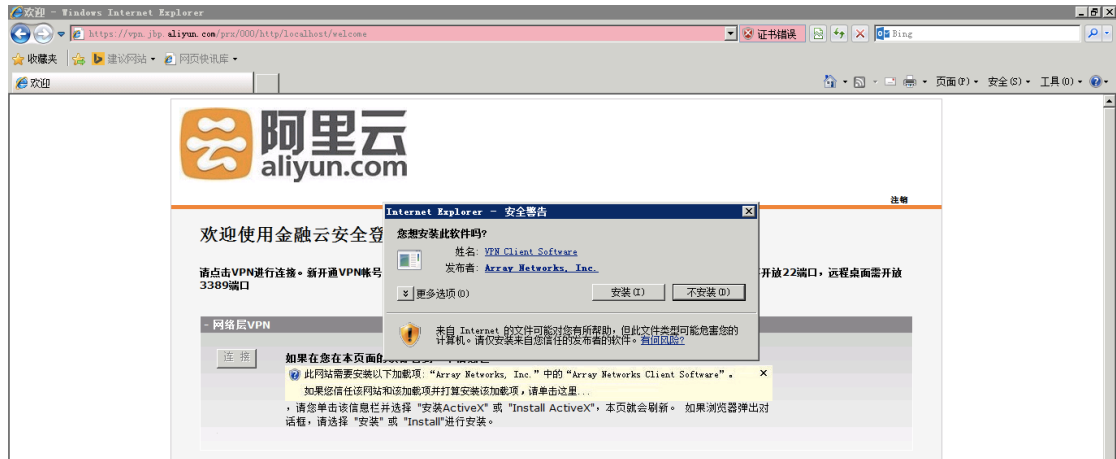 欢迎 - Windows Internet Explorer
https://vpn.jbp.aliyun.com/prx/000/http/localhost/welcome
证书错误
Bing
收藏夹
建议网站
网页快讯库
欢迎
页面(P)
安全(S)
工具(O)
阿里云
aliyun.com
注销
Internet Explorer - 安全警告
欢迎使用金融云安全登
您想安装此软件吗?
姓名: VPN Client Software
发布者: Array Networks, Inc.
请点击VPN进行连接。新开通VPN帐号
开放22端口，远程桌面需开放
3389端口
更多选项(O)
安装(I)
不安装(D)
- 网络层VPN
来自 Internet 的文件可能对您有所帮助，但此文件类型可能危害您的
计算机。请仅安装来自您信任的发布者的软件。有何风险?
连 接
如果在您在本页面的
此网站需要安装以下加载项: “Array Networks, Inc.” 中的 “Array Networks Client Software”。
如果您信任该网站和该加载项并打算安装该加载项，请单击这里...
，请您单击该信息栏并选择 "安装ActiveX" 或 "Install ActiveX"，本页就会刷新。 如果浏览器弹出对
话框，请选择 "安装" 或 "Install"进行安装。